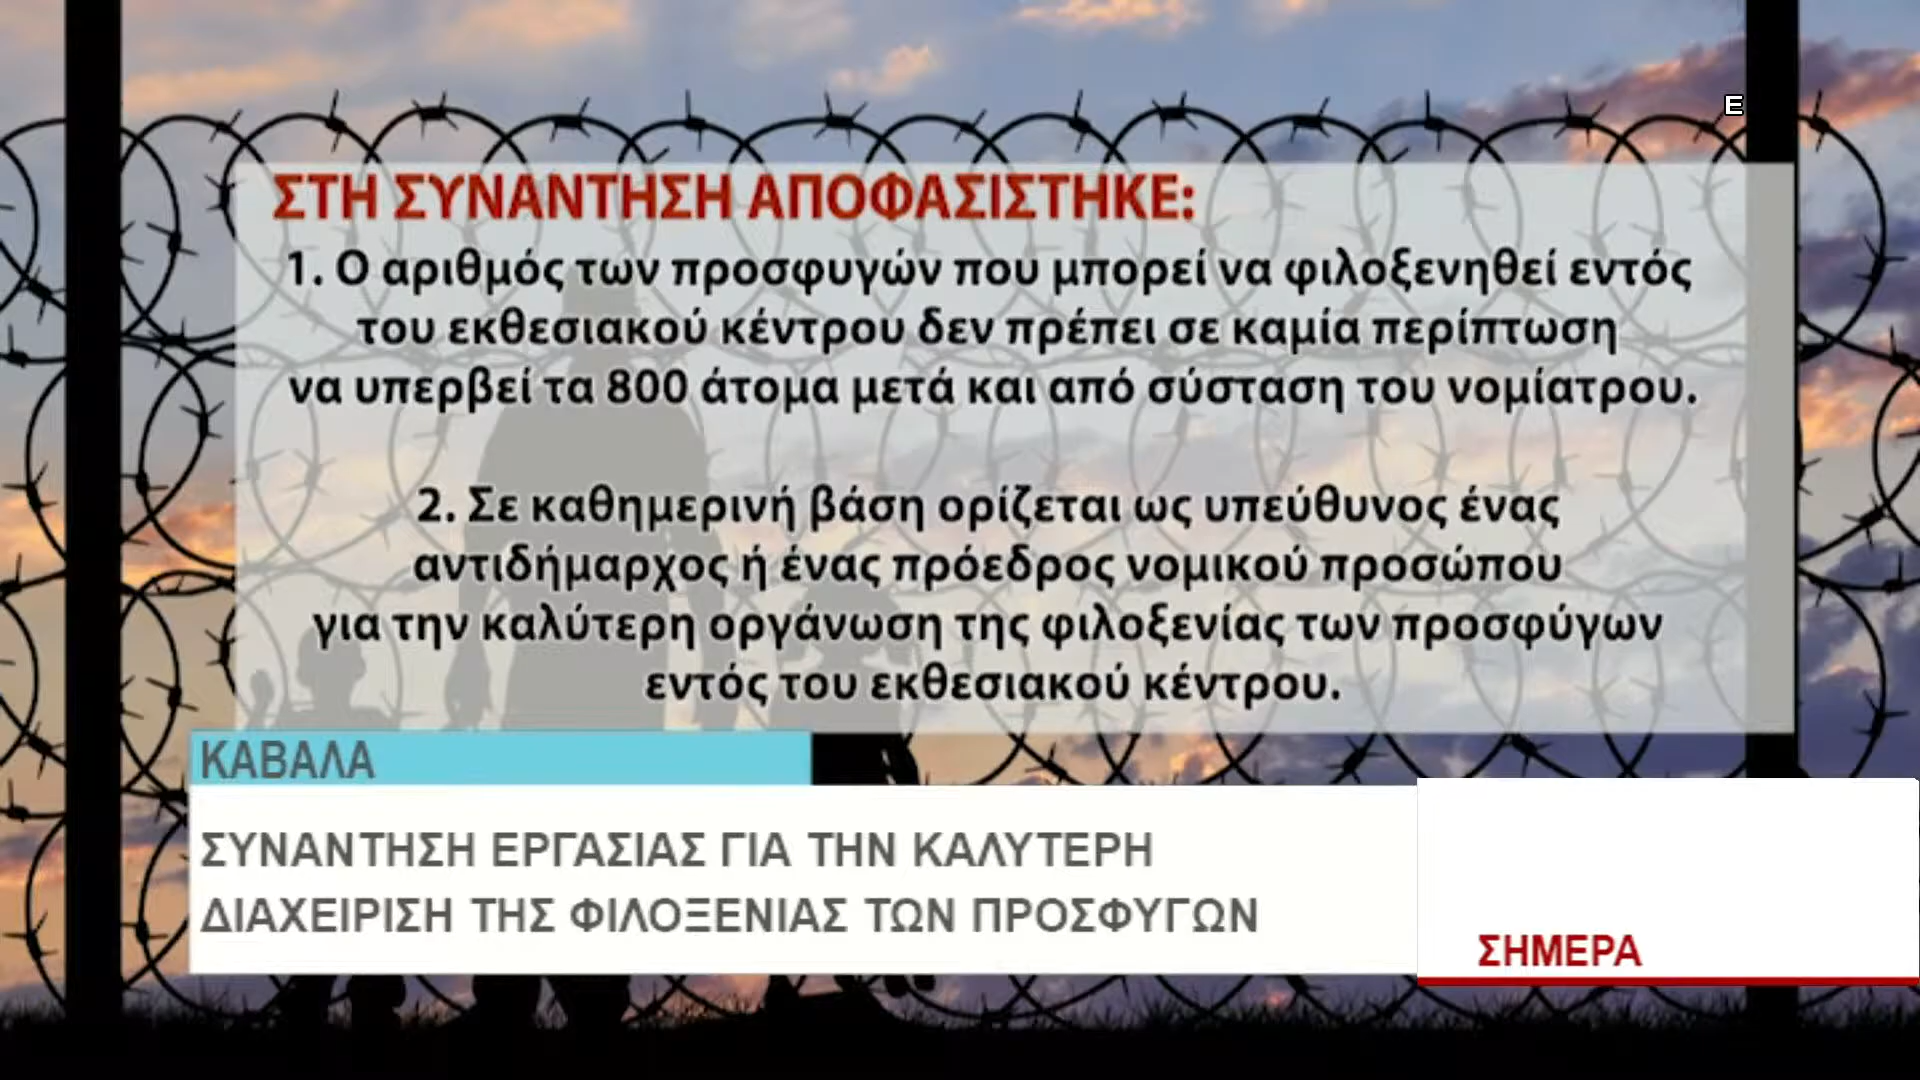 E
ΣΤΗ ΣΥΝΑΝΤΗΣΗ ΑΠΟΦΑΣΙΣΤΗΚΕ:
1. Ο αριθμός των προσφυγών που μπορεί να φιλοξενηθεί εντός
του εκθεσιακού κέντρου δεν πρέπει σε καμία περίπτωση
να υπερβεί τα 800 άτομα μετά και από σύσταση του νομίατρου.
2. Σε καθημερινή βάση ορίζεται ως υπεύθυνος ένας
αντιδήμαρχος ή ένας πρόεδρος νομικού προσώπου
για την καλύτερη οργάνωση της φιλοξενίας των προσφύγων
εντός του εκθεσιακού κέντρου.
ΚΑΒΑΛΑ
ΣΥΝΑΝΤΗΣΗ ΕΡΓΑΣΙΑΣ ΓΙΑ ΤΗΝ ΚΑΛΥΤΕΡΗ
ΔΙΑΧΕΙΡΙΣΗ ΤΗΣ ΦΙΛΟΞΕΝΙΑΣ ΤΩΝ ΠΡΟΣΦΥΓΩΝ
ΣΗΜΕΡΑ